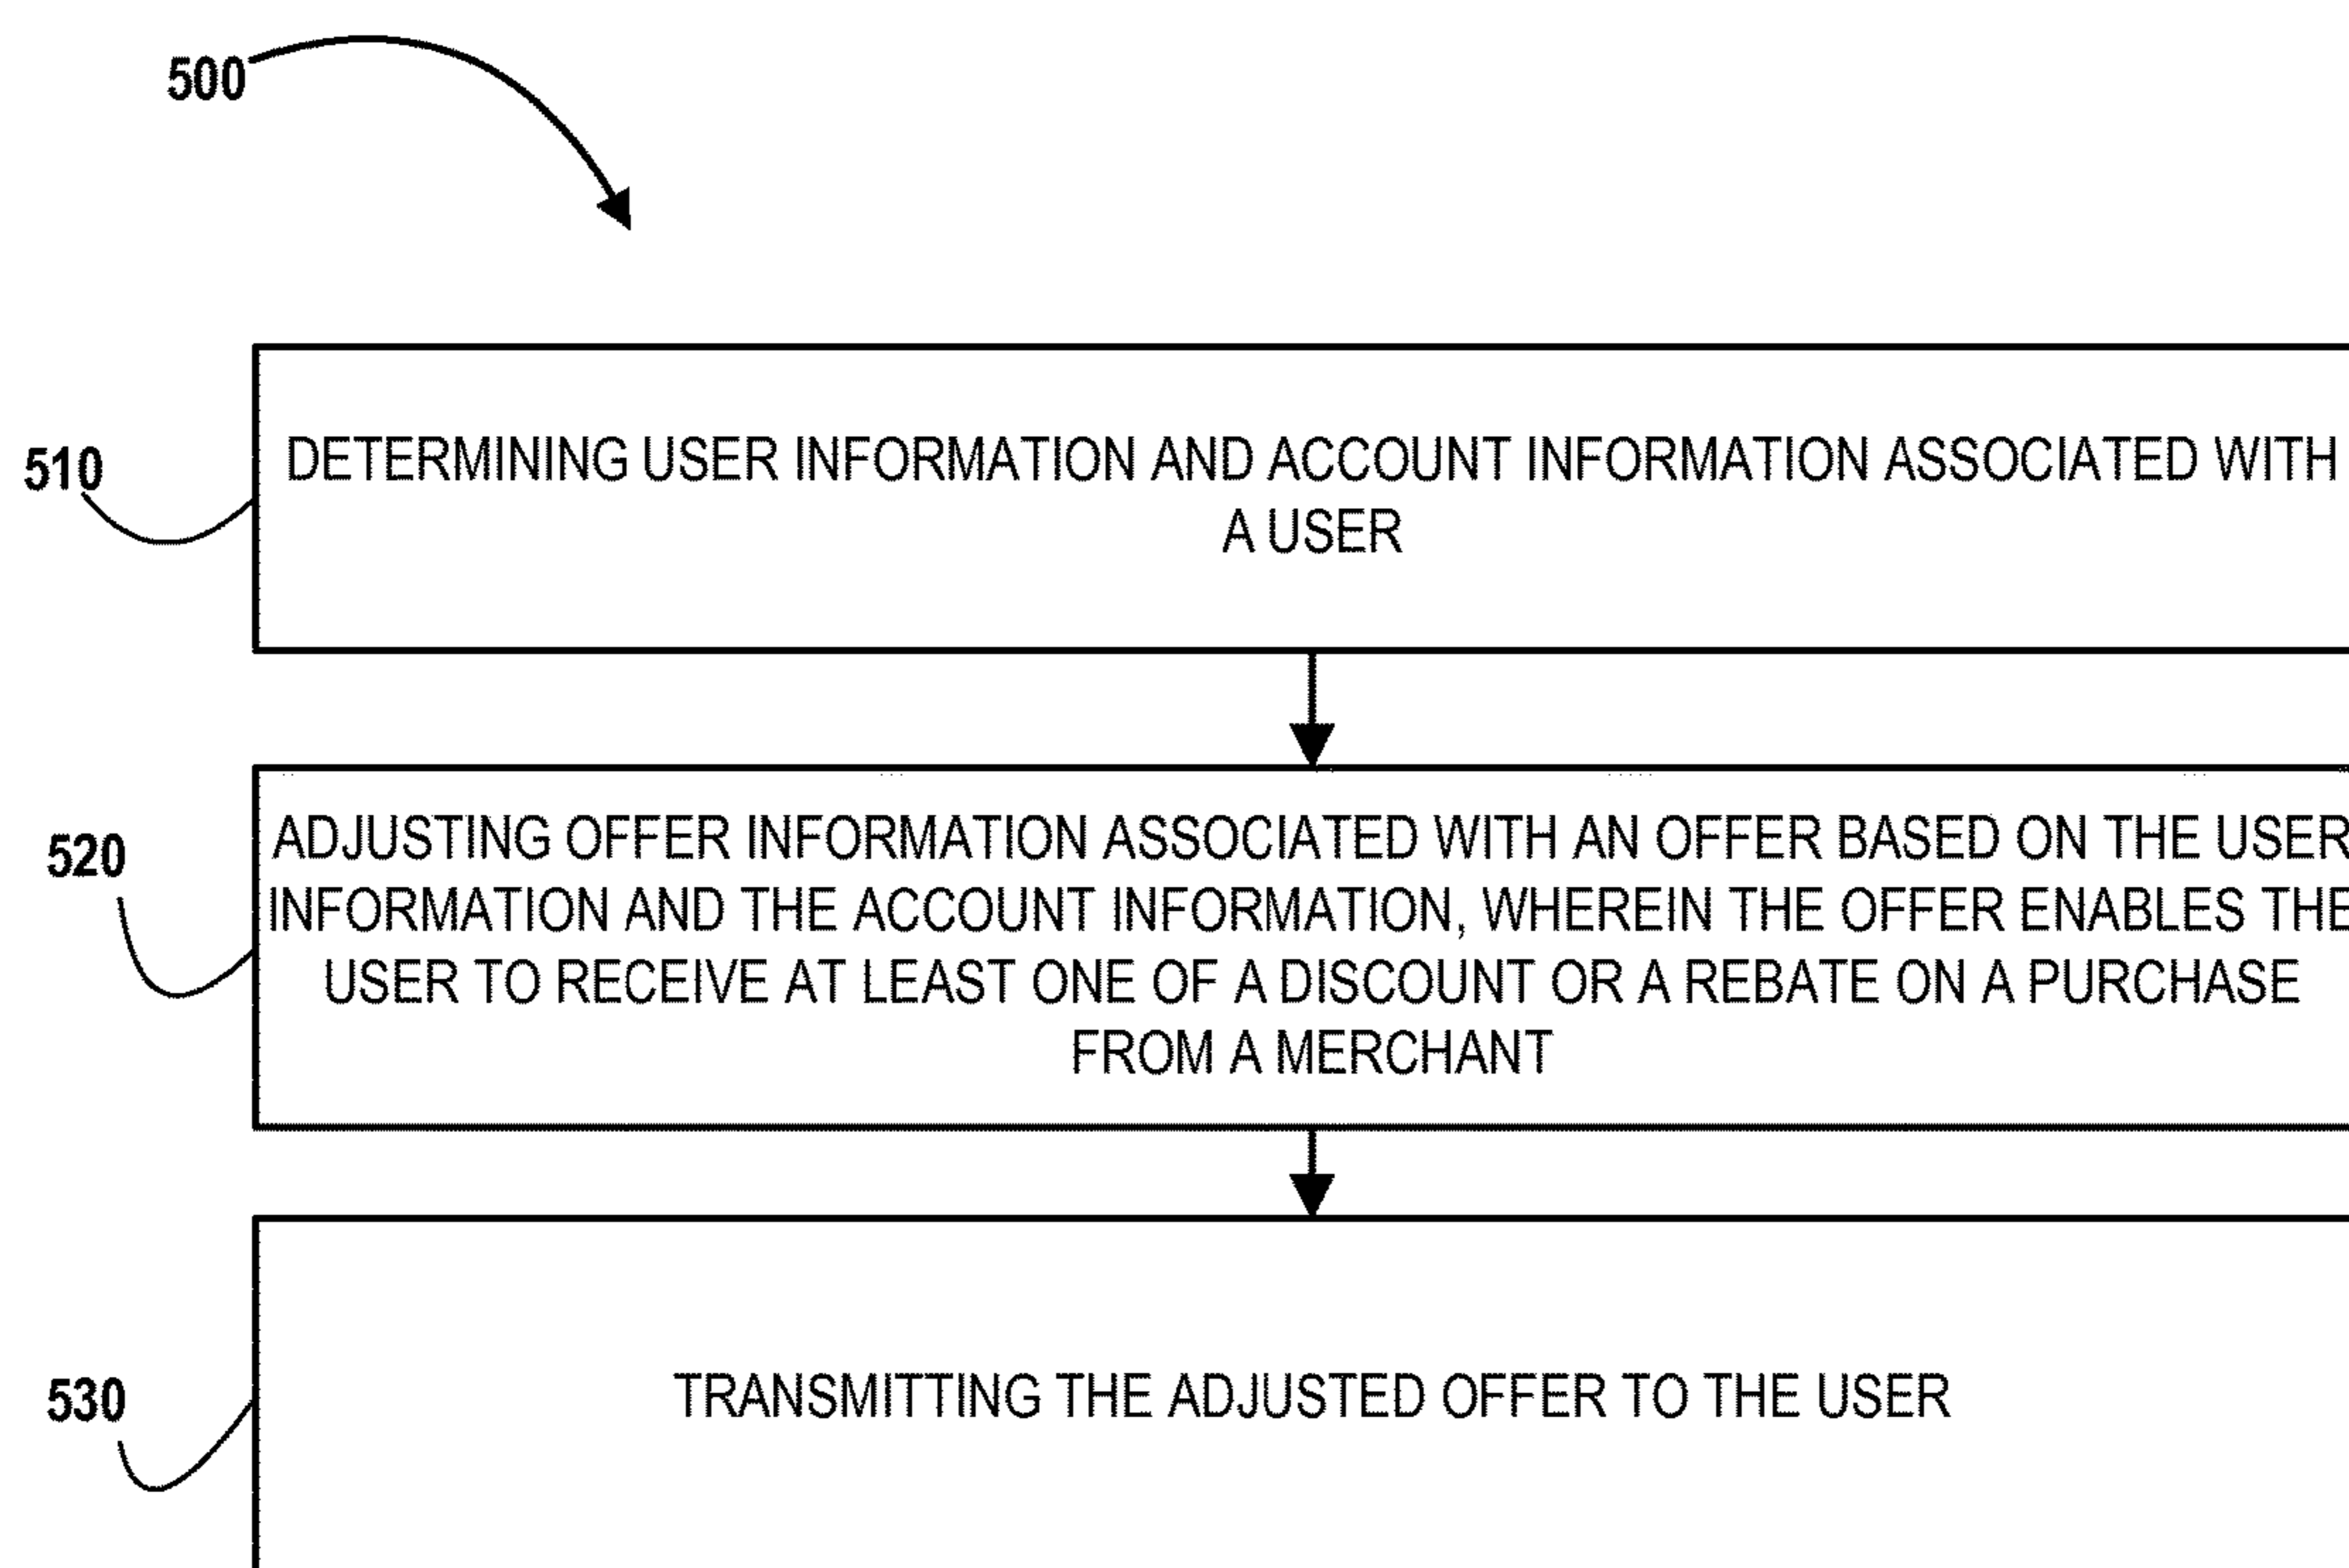 500
510
DETERMINING USER INFORMATION AND ACCOUNT INFORMATION ASSOCIATED WITH
A USER
520
ADJUSTING OFFER INFORMATION ASSOCIATED WITH AN OFFER BASED ON THE USER
INFORMATION AND THE ACCOUNT INFORMATION, WHEREIN THE OFFER ENABLES THE
USER TO RECEIVE AT LEAST ONE OF A DISCOUNT OR A REBATE ON A PURCHASE
FROM A MERCHANT
530
TRANSMITTING THE ADJUSTED OFFER TO THE USER